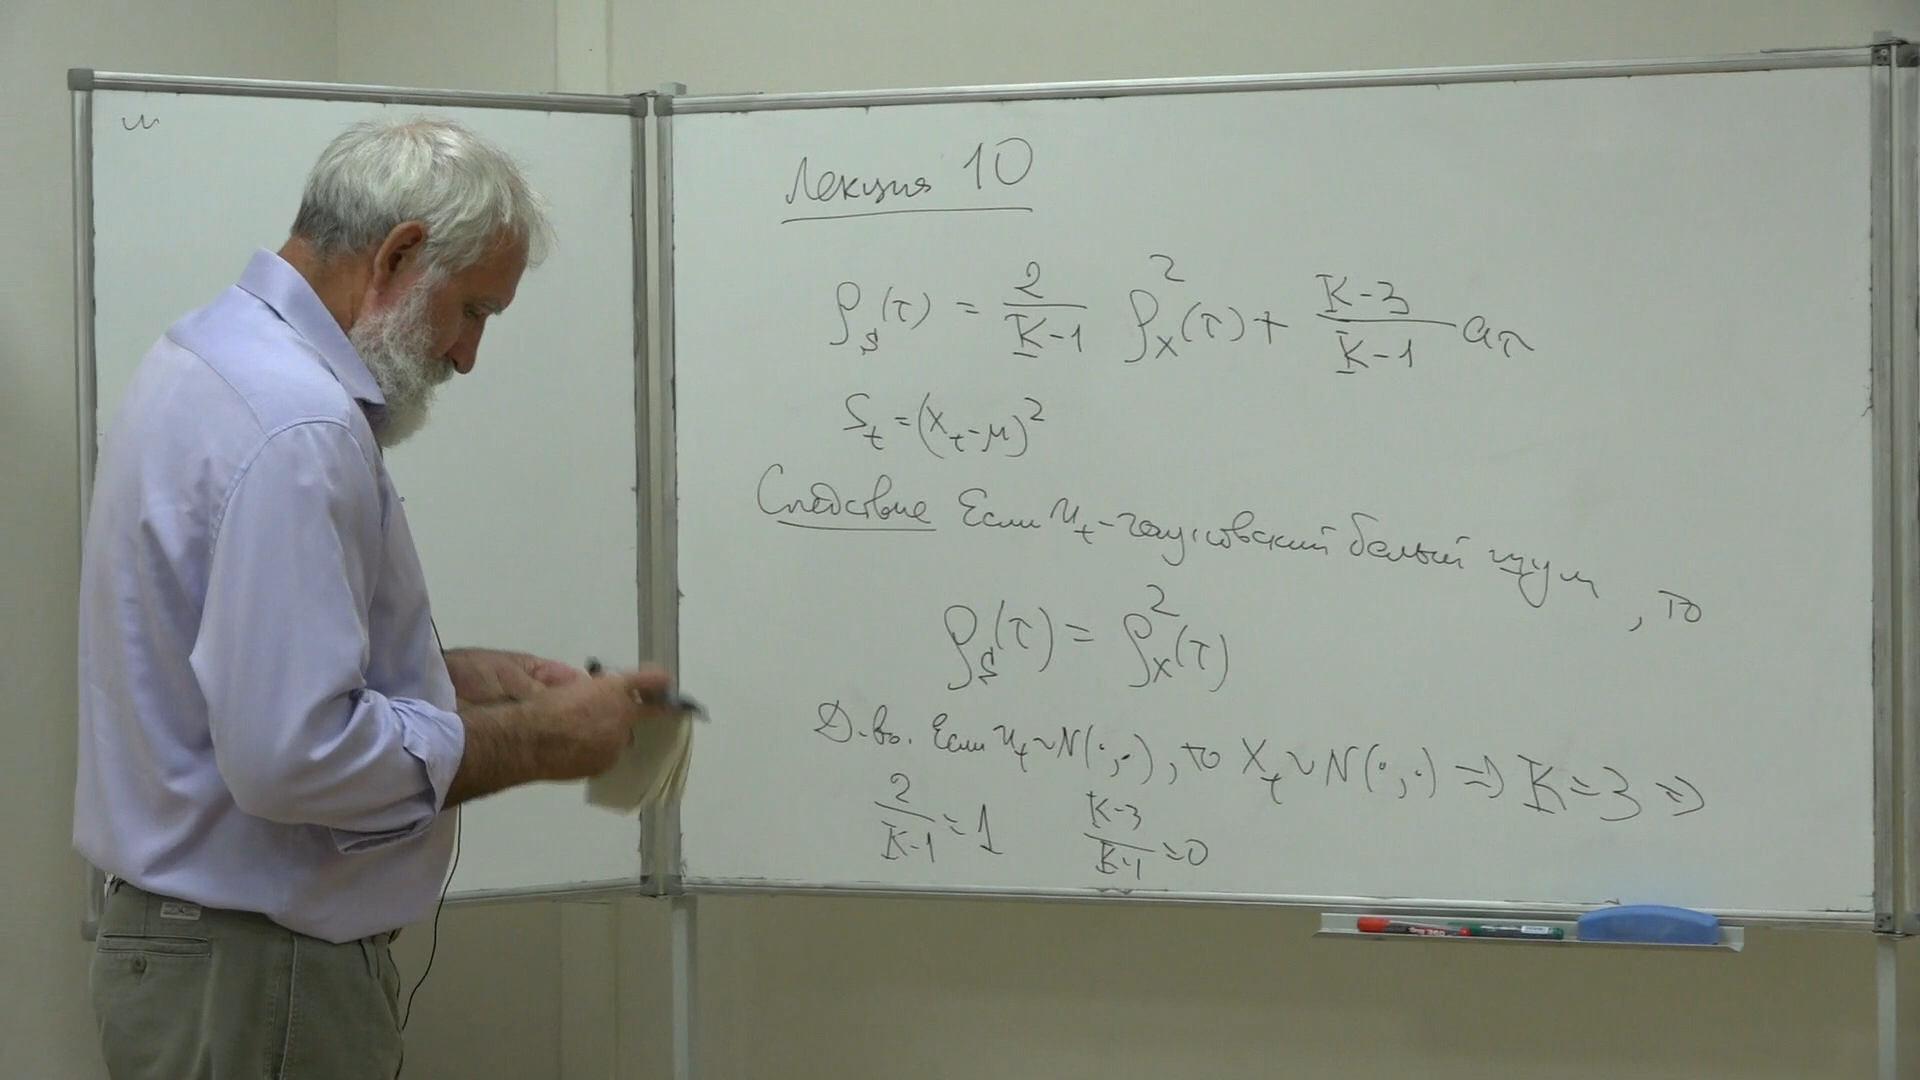 Лекция 10
ρ_s(τ) = 2/(K-1) ρ_x^2(τ) + (K-3)/(K-1) a_τ
S_t = (x_t - μ)^2
Следствие Если u_t - гауссовский белый шум, то
ρ_s(τ) = ρ_x^2(τ)
Д-во. Если u_t ~ N(·,·), то X_t ~ N(·,·) ⇒ K = 3 ⇒
2/(K-1) = 1 (K-3)/(K-1) = 0